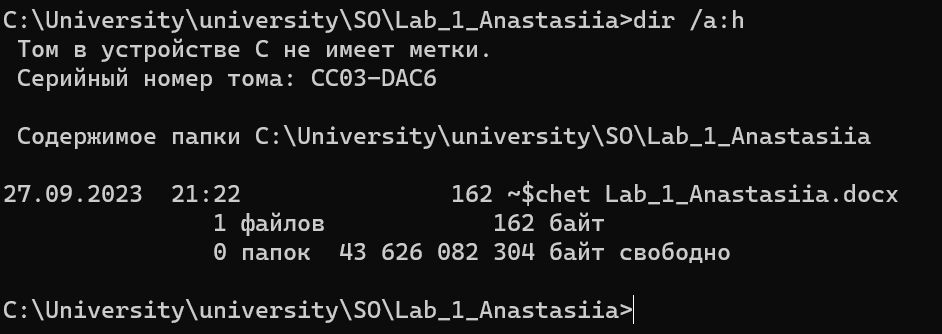 C:\University\university\SO\Lab_1_Anastasiia>dir /a:h
Том в устройстве C не имеет метки.
Серийный номер тома: CC03-DAC6
Содержимое папки C:\University\university\SO\Lab_1_Anastasiia
27.09.2023  21:22               162 ~$chet Lab_1_Anastasiia.docx
1 файлов            162 байт
0 папок  43 626 082 304 байт свободно
C:\University\university\SO\Lab_1_Anastasiia>